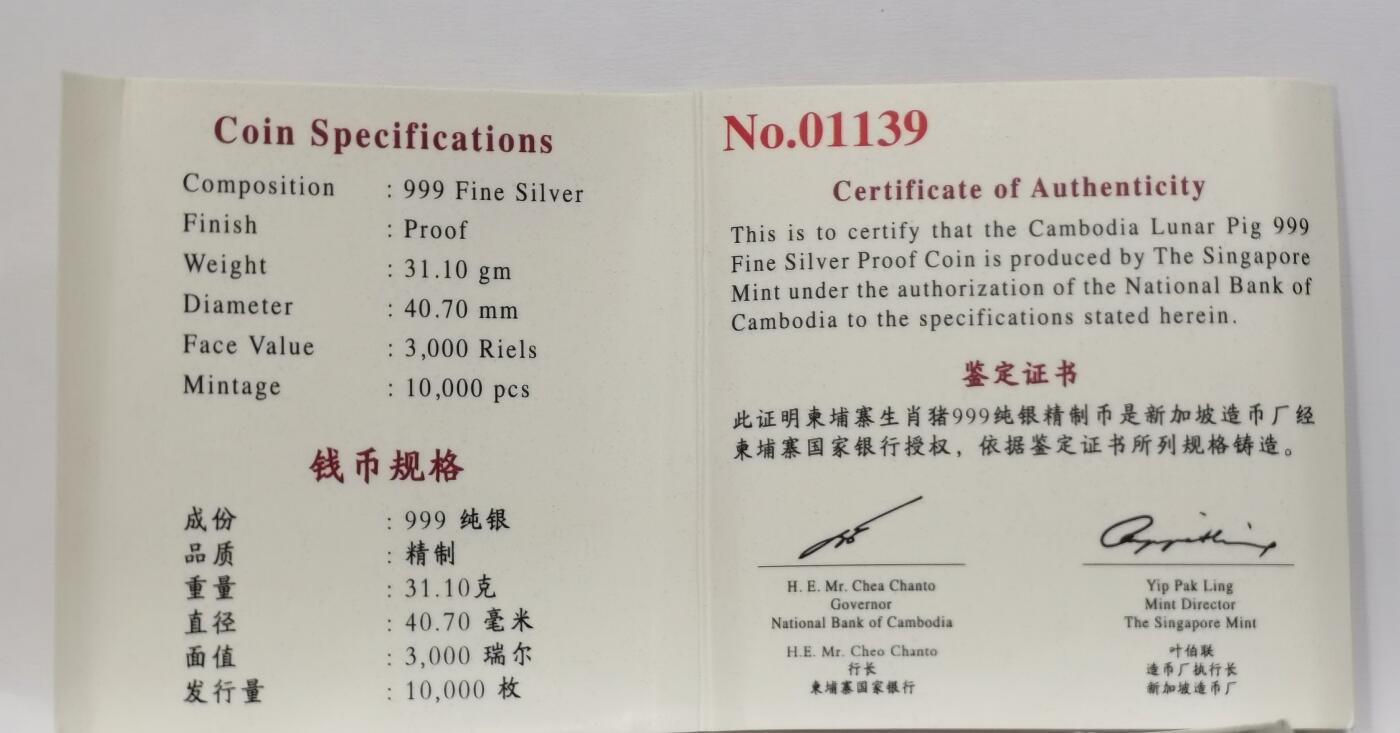 Coin Specifications
Composition : 999 Fine Silver
Finish : Proof
Weight : 31.10 gm
Diameter : 40.70 mm
Face Value : 3,000 Riels
Mintage : 10,000 pcs
钱币规格
成份 : 999 纯银
品质 : 精制
重量 : 31.10克
直径 : 40.70 毫米
面值 : 3,000 瑞尔
发行量 : 10,000 枚
No.01139
Certificate of Authenticity
This is to certify that the Cambodia Lunar Pig 999
Fine Silver Proof Coin is produced by The Singapore
Mint under the authorization of the National Bank of
Cambodia to the specifications stated herein.
鉴定证书
此证明柬埔寨生肖猪999纯银精制币是新加坡造币厂经
柬埔寨国家银行授权，依据鉴定证书所列规格铸造。
H. E. Mr. Chea Chanto
Governor
National Bank of Cambodia
H.E. Mr. Cheo Chanto
行长
柬埔寨国家银行
Yip Pak Ling
Mint Director
The Singapore Mint
叶伯联
造币厂执行长
新加坡造币厂